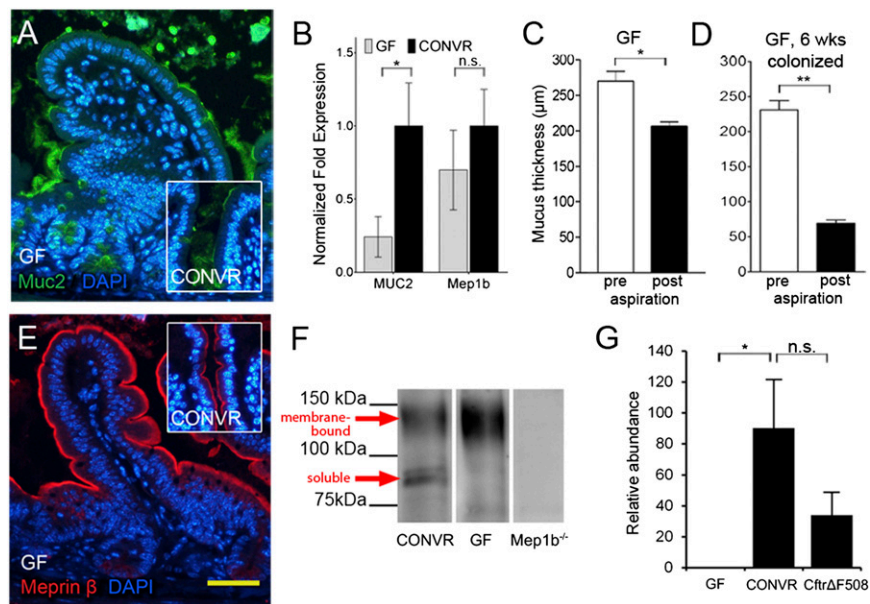 A
GF
Muc2 DAPI
CONVR
B
GF CONVR
Normalized Fold Expression
1.5
1.0
0.5
0.0
*
n.s.
MUC2 Mep1b
C
GF
Mucus thickness (µm)
300
250
200
150
100
50
0
*
pre post
aspiration
D
GF, 6 wks
colonized
300
250
200
150
100
50
0
**
pre post
aspiration
E
CONVR
GF
Meprin β DAPI
F
150 kDa
membrane-
bound
100 kDa
soluble
75kDa
CONVR GF Mep1b-/-
G
Relative abundance
140
120
100
80
60
40
20
0
*
n.s.
GF CONVR CftrΔF508